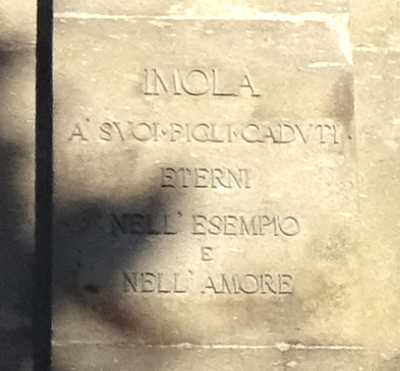 IMOLA
A' SVOI·FIGLI·CADVTI·
ETERNI
NELL' ESEMPIO
E
NELL' AMORE